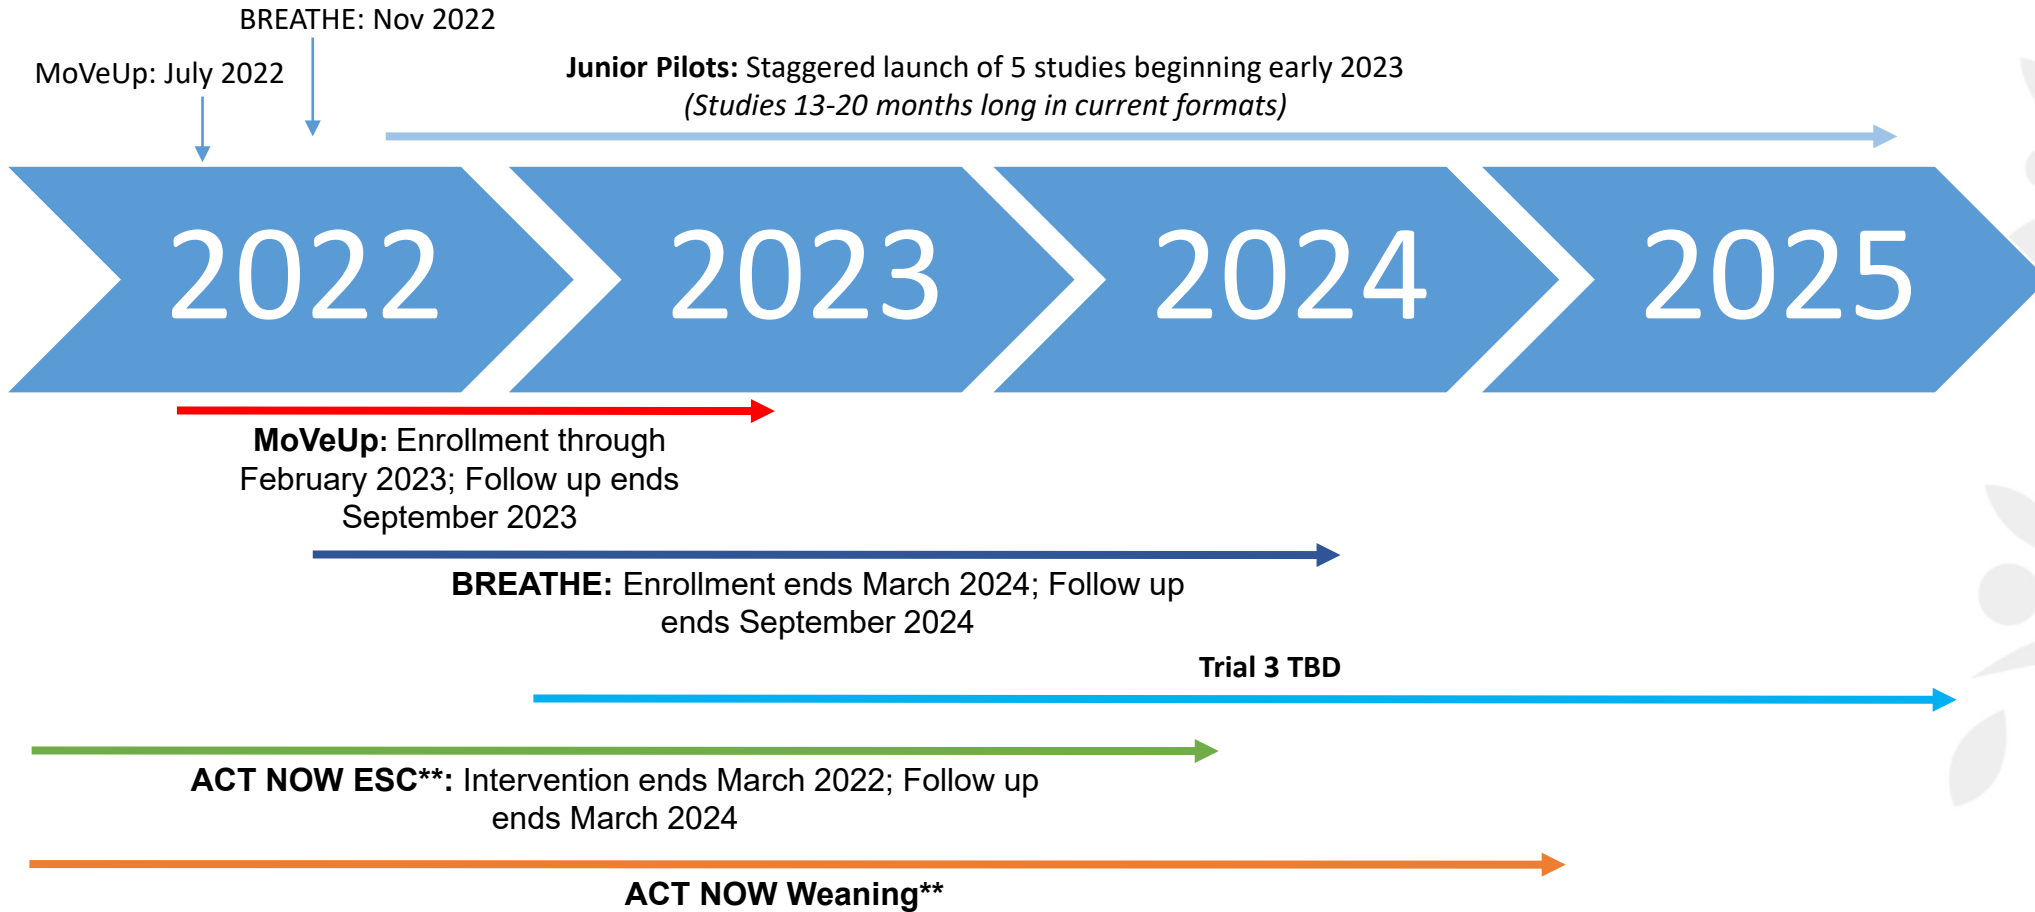 BREATHE: Nov 2022
MoVeUp: July 2022
Junior Pilots: Staggered launch of 5 studies beginning early 2023
(Studies 13-20 months long in current formats)
2022
2023
2024
2025
MoVeUp: Enrollment through
February 2023; Follow up ends
September 2023
BREATHE: Enrollment ends March 2024; Follow up
ends September 2024
Trial 3 TBD
ACT NOW ESC**: Intervention ends March 2022; Follow up
ends March 2024
ACT NOW Weaning**